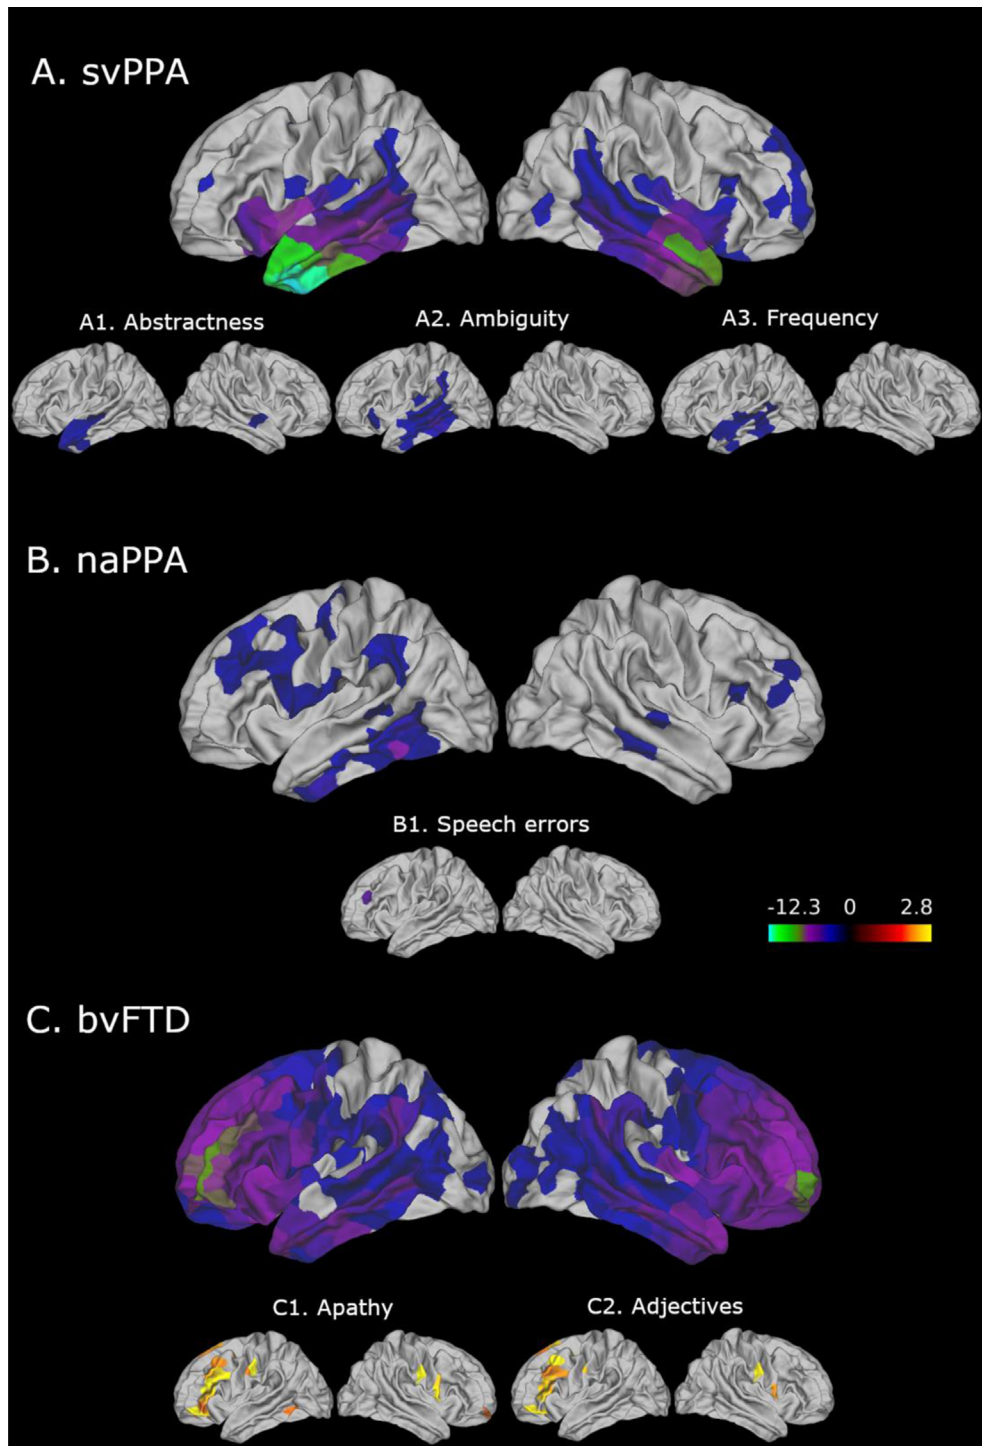 A. svPPA
A1. Abstractness
A2. Ambiguity
A3. Frequency
B. naPPA
B1. Speech errors
-12.3 0 2.8
C. bvFTD
C1. Apathy
C2. Adjectives